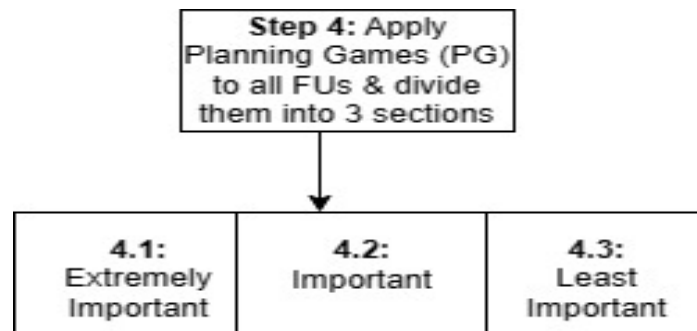 Step 4: Apply
Planning Games (PG)
to all FUs & divide
them into 3 sections
4.1:
Extremely
Important
4.2:
Important
4.3:
Least
Important